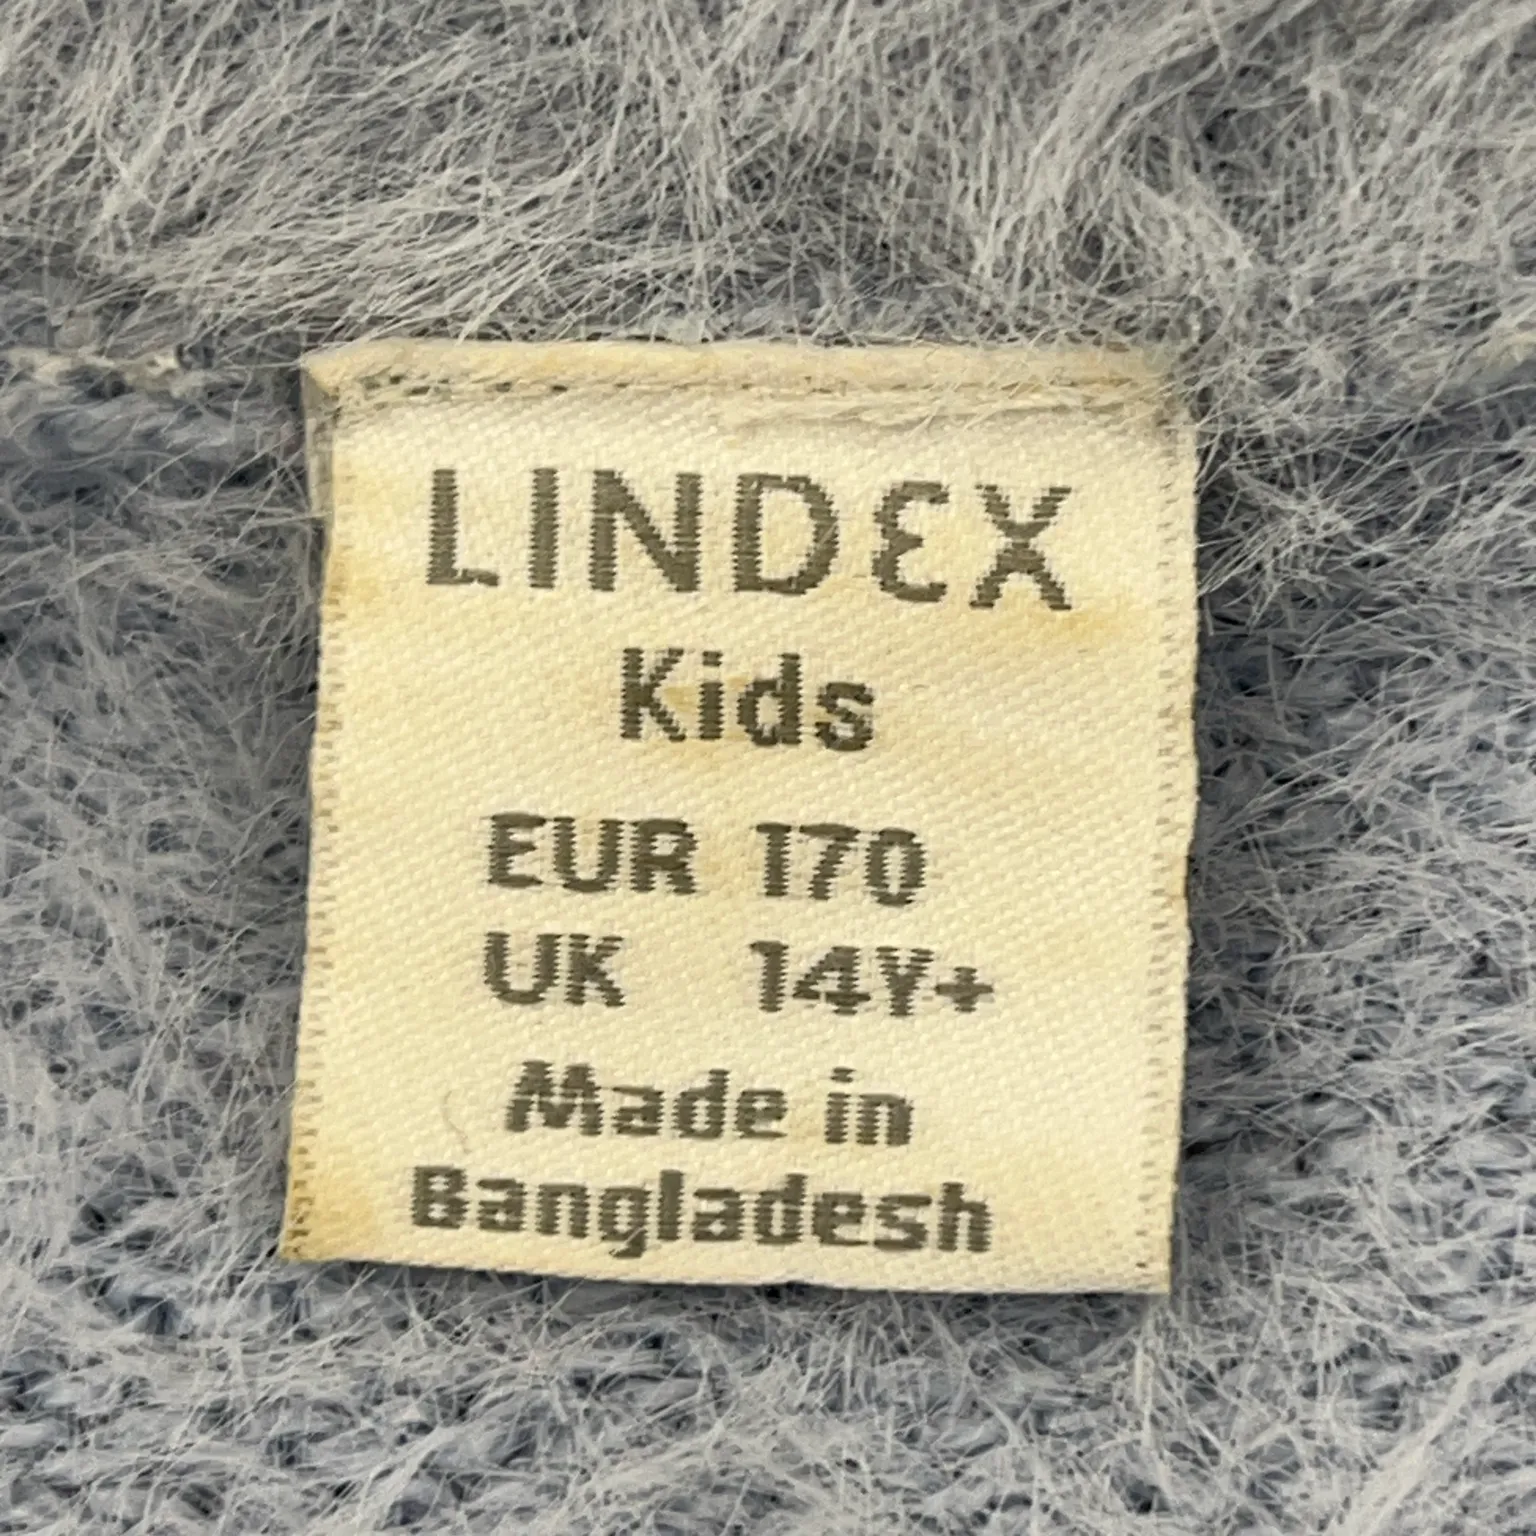 LINDEX
Kids
EUR 170
UK 14Y+
Made in
Bangladesh